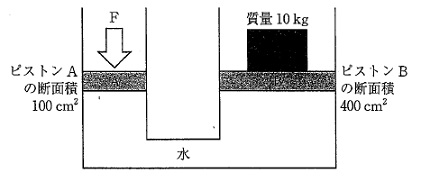 F
質量 10 kg
ピストン A
の断面積
100 cm²
ピストン B
の断面積
400 cm²
水